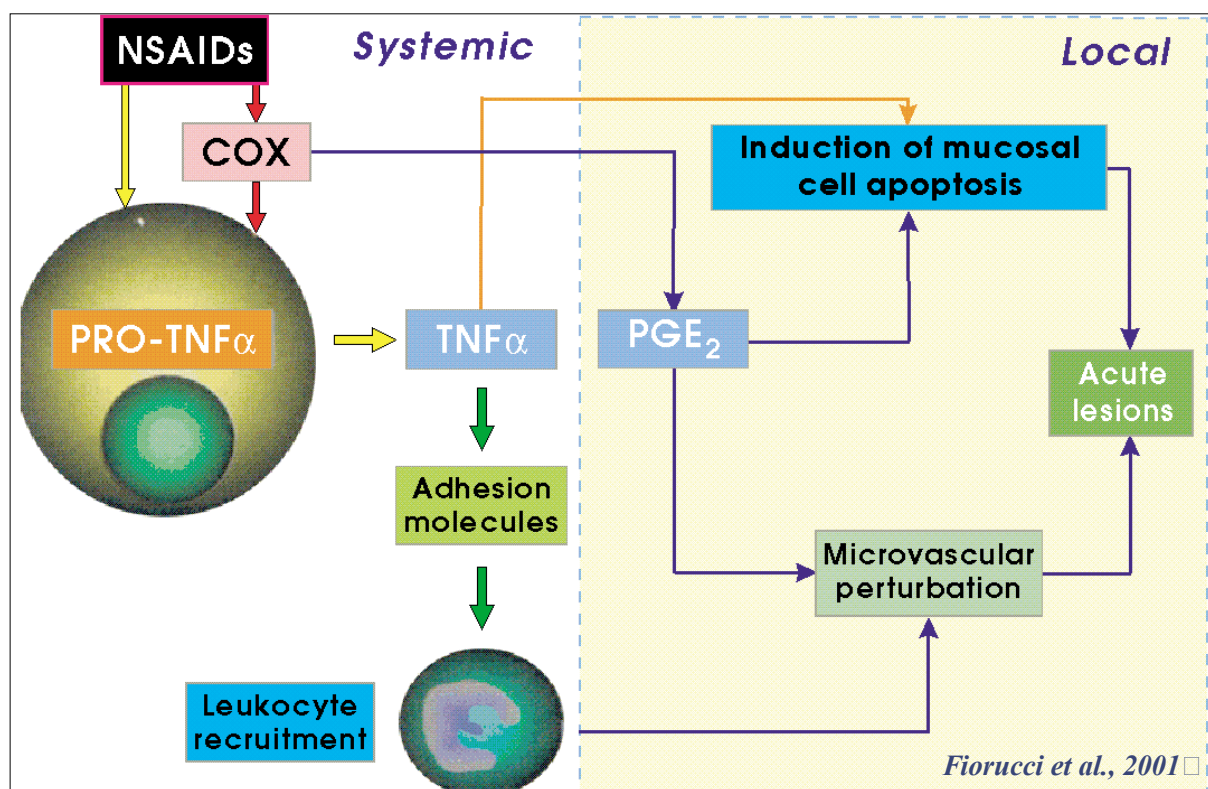 NSAIDs
Systemic
Local
COX
Induction of mucosal
cell apoptosis
PRO-TNFα
TNFα
PGE₂
Acute
lesions
Adhesion
molecules
Microvascular
perturbation
Leukocyte
recruitment
Fiorucci et al., 2001